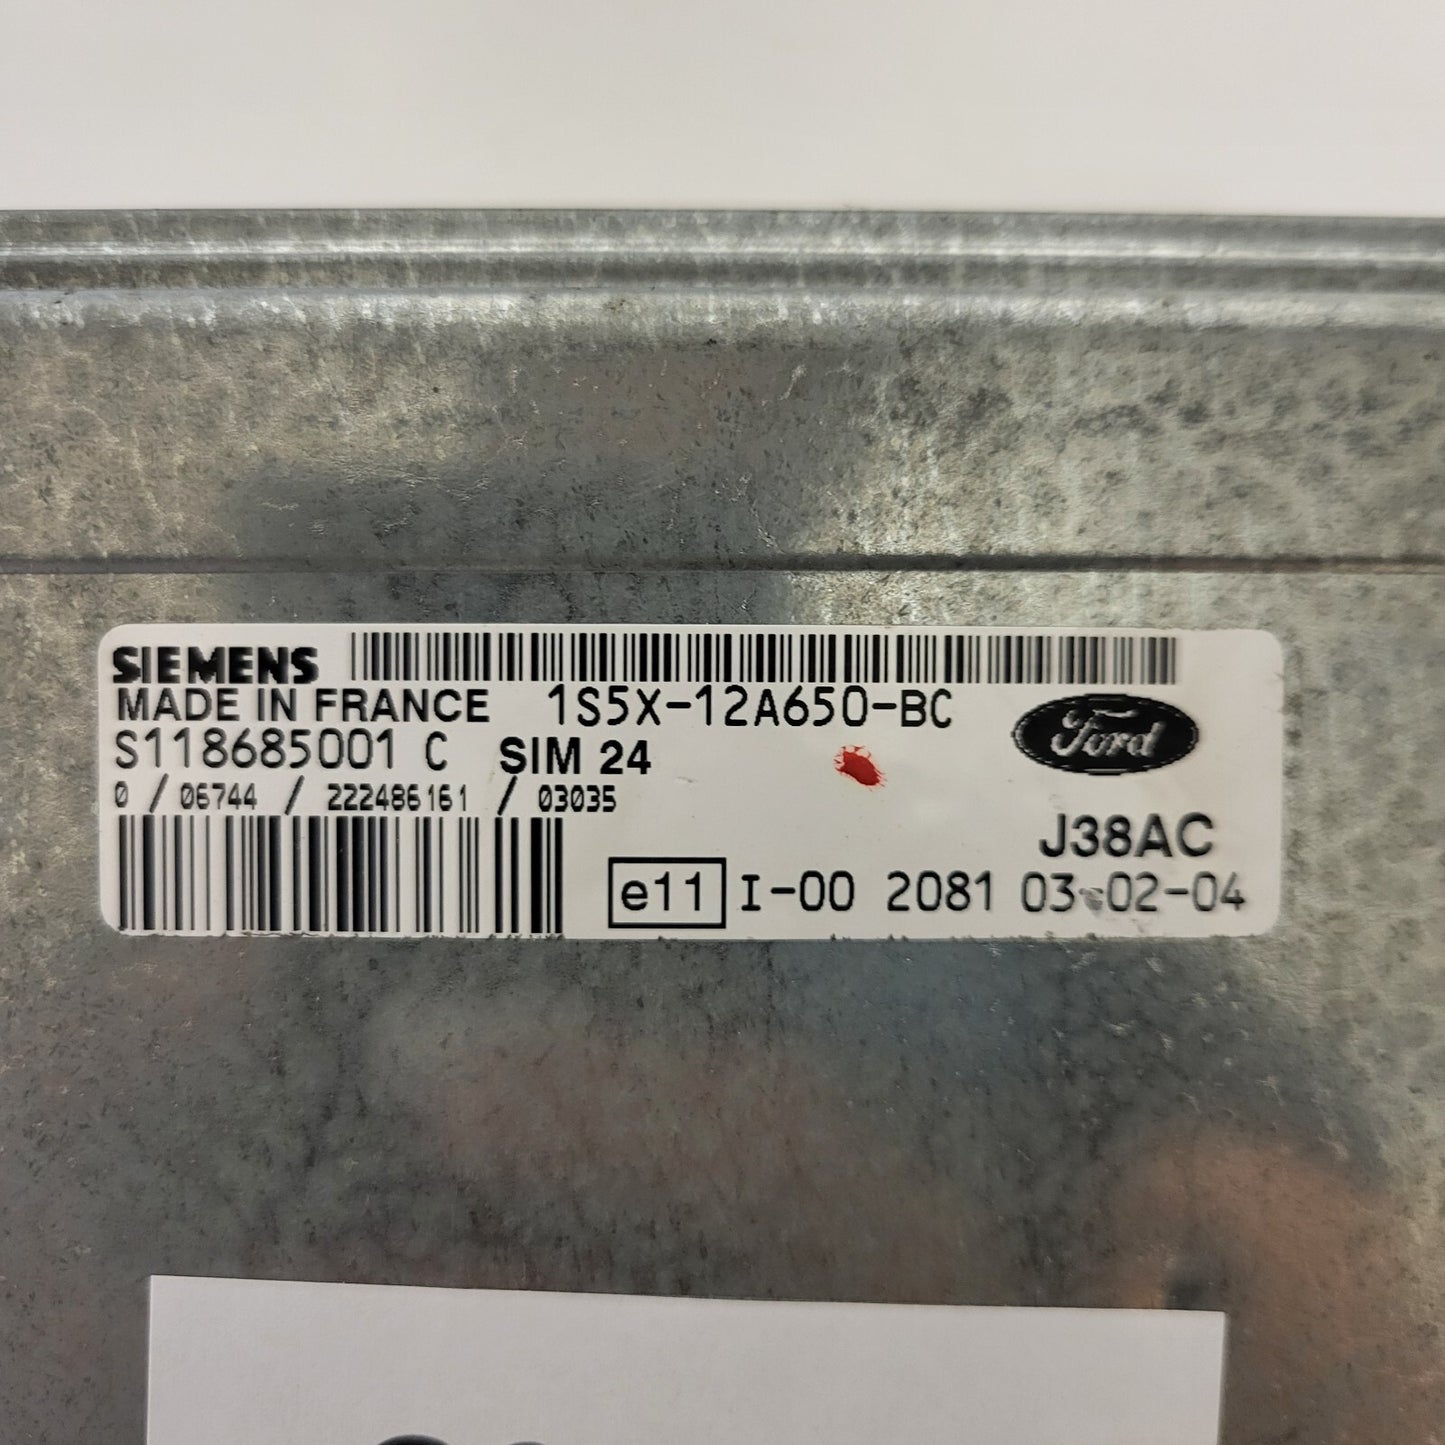 SIEMENS
MADE IN FRANCE 1S5X-12A650-BC
Ford
S118685001 C SIM 24
0 / 06744 / 222486161 / 03035
J38AC
e11 I-00 2081 03-02-04